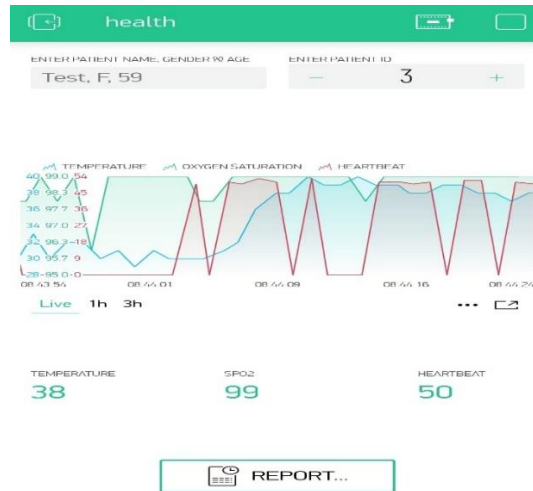 health
ENTER PATIENT NAME, GENDER & AGE ENTER PATIENT ID
Test, F, 59 − 3 +
TEMPERATURE OXYGEN SATURATION HEARTBEAT
40 99.0 54
38 98.3 45
36 97.7 36
34 97.0 27
32 96.3 18
30 95.7 9
28 95.0 0
08:43:54 08:44:01 08:44:09 08:44:16 08:44:24
Live 1h 3h
TEMPERATURE SPO2 HEARTBEAT
38 99 50
REPORT...